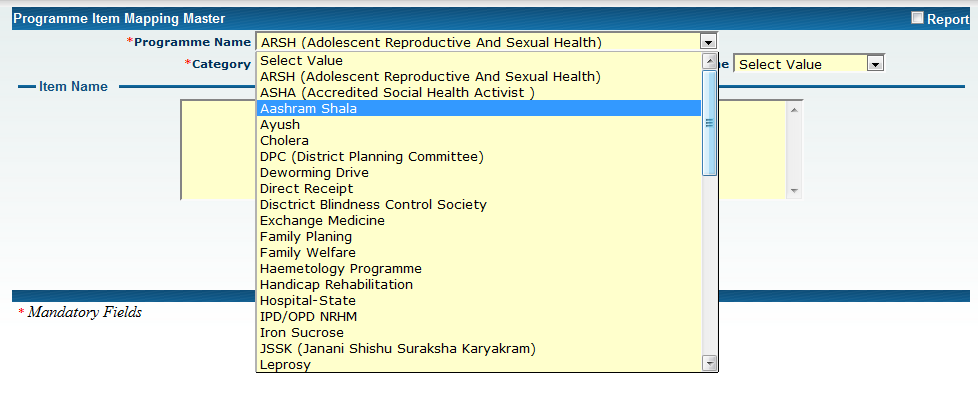 Programme Item Mapping Master Report
*Programme Name ARSH (Adolescent Reproductive And Sexual Health)
*Category Select Value
Item Name
Select Value
ARSH (Adolescent Reproductive And Sexual Health)
ASHA (Accredited Social Health Activist )
Aashram Shala
Ayush
Cholera
DPC (District Planning Committee)
Deworming Drive
Direct Receipt
Disctrict Blindness Control Society
Exchange Medicine
Family Planing
Family Welfare
Haemetology Programme
Handicap Rehabilitation
Hospital-State
IPD/OPD NRHM
Iron Sucrose
JSSK (Janani Shishu Suraksha Karyakram)
Leprosy
* Mandatory Fields